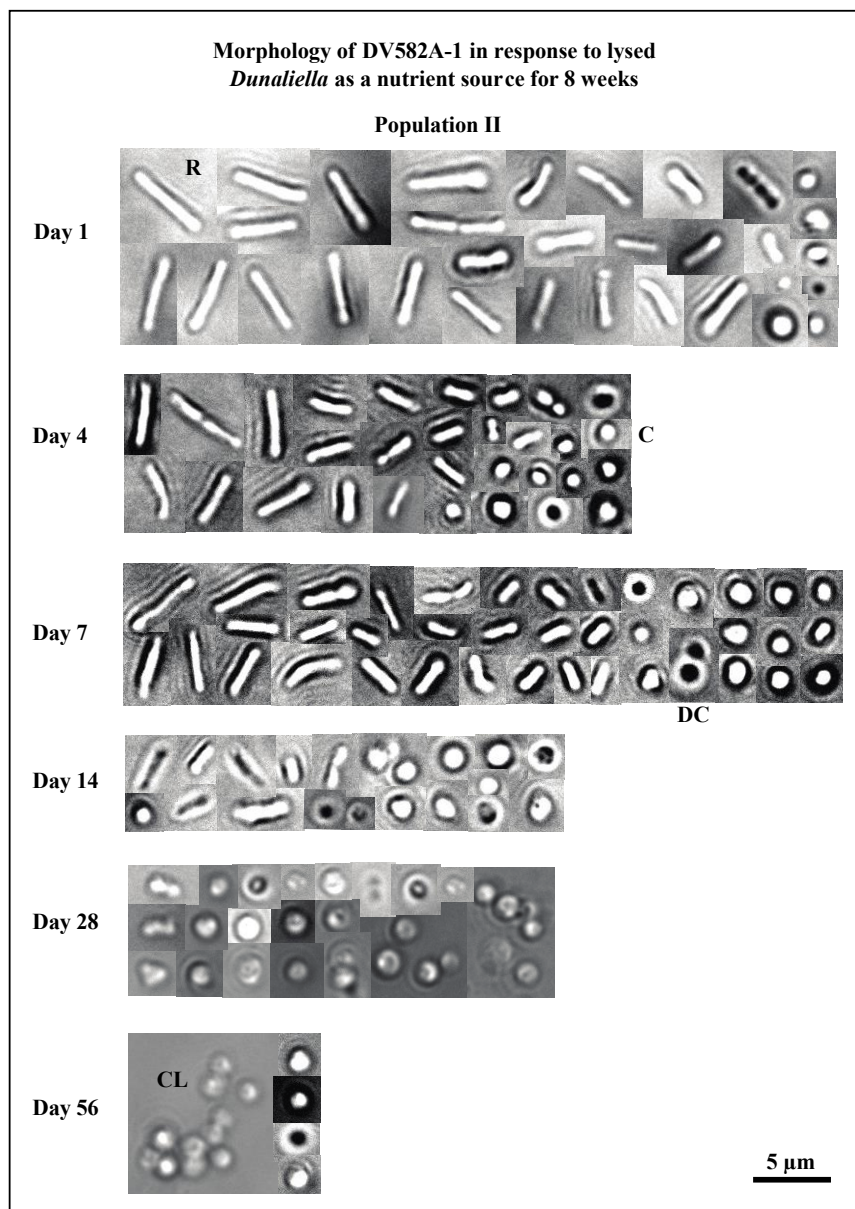 Morphology of DV582A-1 in response to lysed
Dunaliella as a nutrient source for 8 weeks
Population II
R
Day 1
Day 4
C
Day 7
DC
Day 14
Day 28
CL
Day 56
5 µm